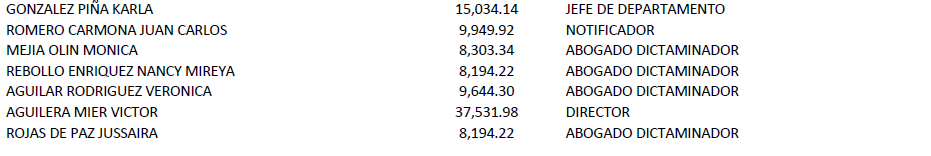 GONZALEZ PIÑA KARLA 15,034.14 JEFE DE DEPARTAMENTO
ROMERO CARMONA JUAN CARLOS 9,949.92 NOTIFICADOR
MEJIA OLIN MONICA 8,303.34 ABOGADO DICTAMINADOR
REBOLLO ENRIQUEZ NANCY MIREYA 8,194.22 ABOGADO DICTAMINADOR
AGUILAR RODRIGUEZ VERONICA 9,644.30 ABOGADO DICTAMINADOR
AGUILERA MIER VICTOR 37,531.98 DIRECTOR
ROJAS DE PAZ JUSSAIRA 8,194.22 ABOGADO DICTAMINADOR